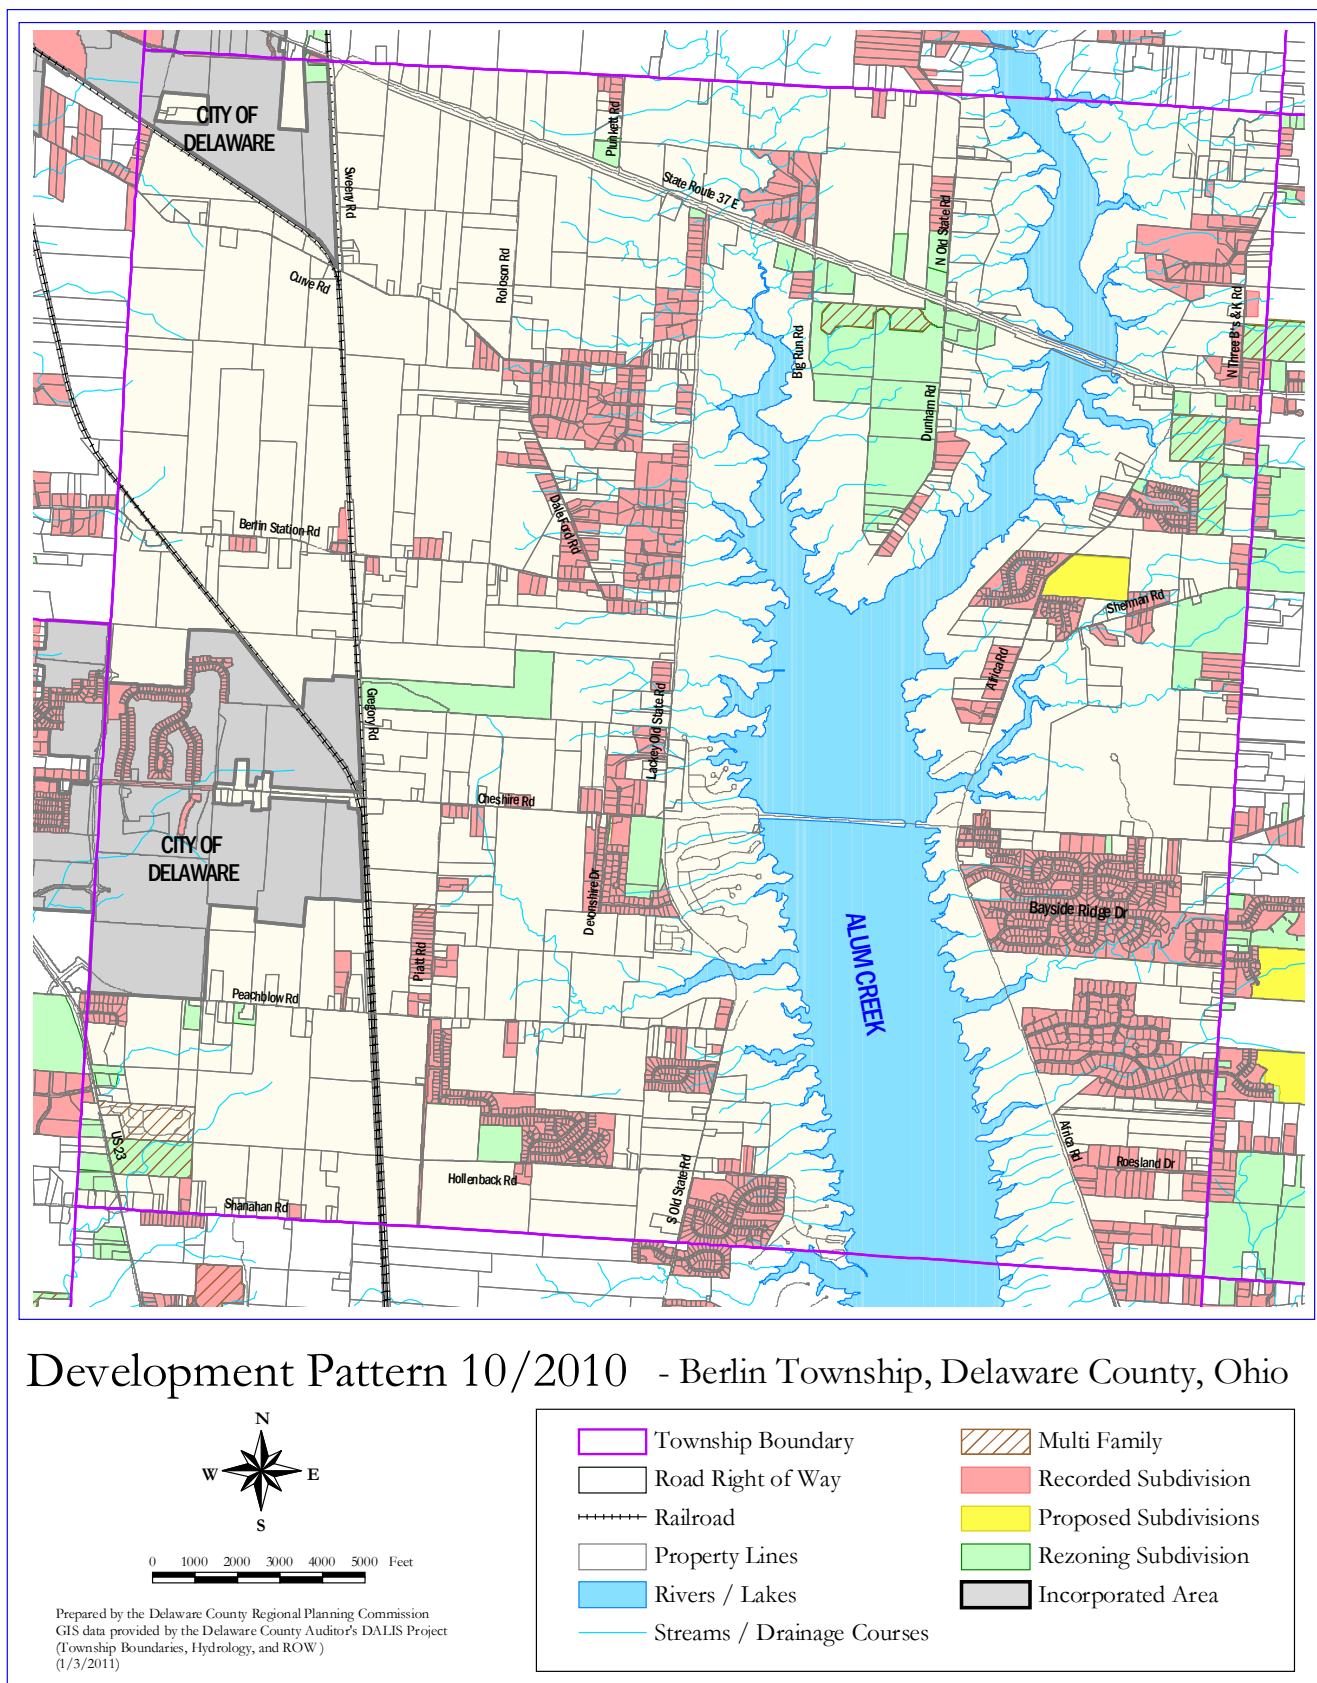 CITY OF
DELAWARE
Plunkett Rd
State Route 37 E
Sweeny Rd
N Old State Rd
Curve Rd
Roloson Rd
N Three B's & K Rd
Big Run Rd
Dunham Rd
Berlin Station Rd
Dale Ford Rd
Sherman Rd
Africa Rd
Gregory Rd
Lackey Old State Rd
Cheshire Rd
CITY OF
DELAWARE
Devonshire Dr
Bayside Ridge Dr
ALUM CREEK
Piatt Rd
Peachblow Rd
US 23
Africa Rd
Roesland Dr
Hollenback Rd
S Old State Rd
Shanahan Rd
Development Pattern 10/2010 - Berlin Township, Delaware County, Ohio
N
W E
S
0 1000 2000 3000 4000 5000 Feet
Prepared by the Delaware County Regional Planning Commission
GIS data provided by the Delaware County Auditor's DALIS Project
(Township Boundaries, Hydrology, and ROW)
(1/3/2011)
Township Boundary
Road Right of Way
Railroad
Property Lines
Rivers / Lakes
Streams / Drainage Courses
Multi Family
Recorded Subdivision
Proposed Subdivisions
Rezoning Subdivision
Incorporated Area